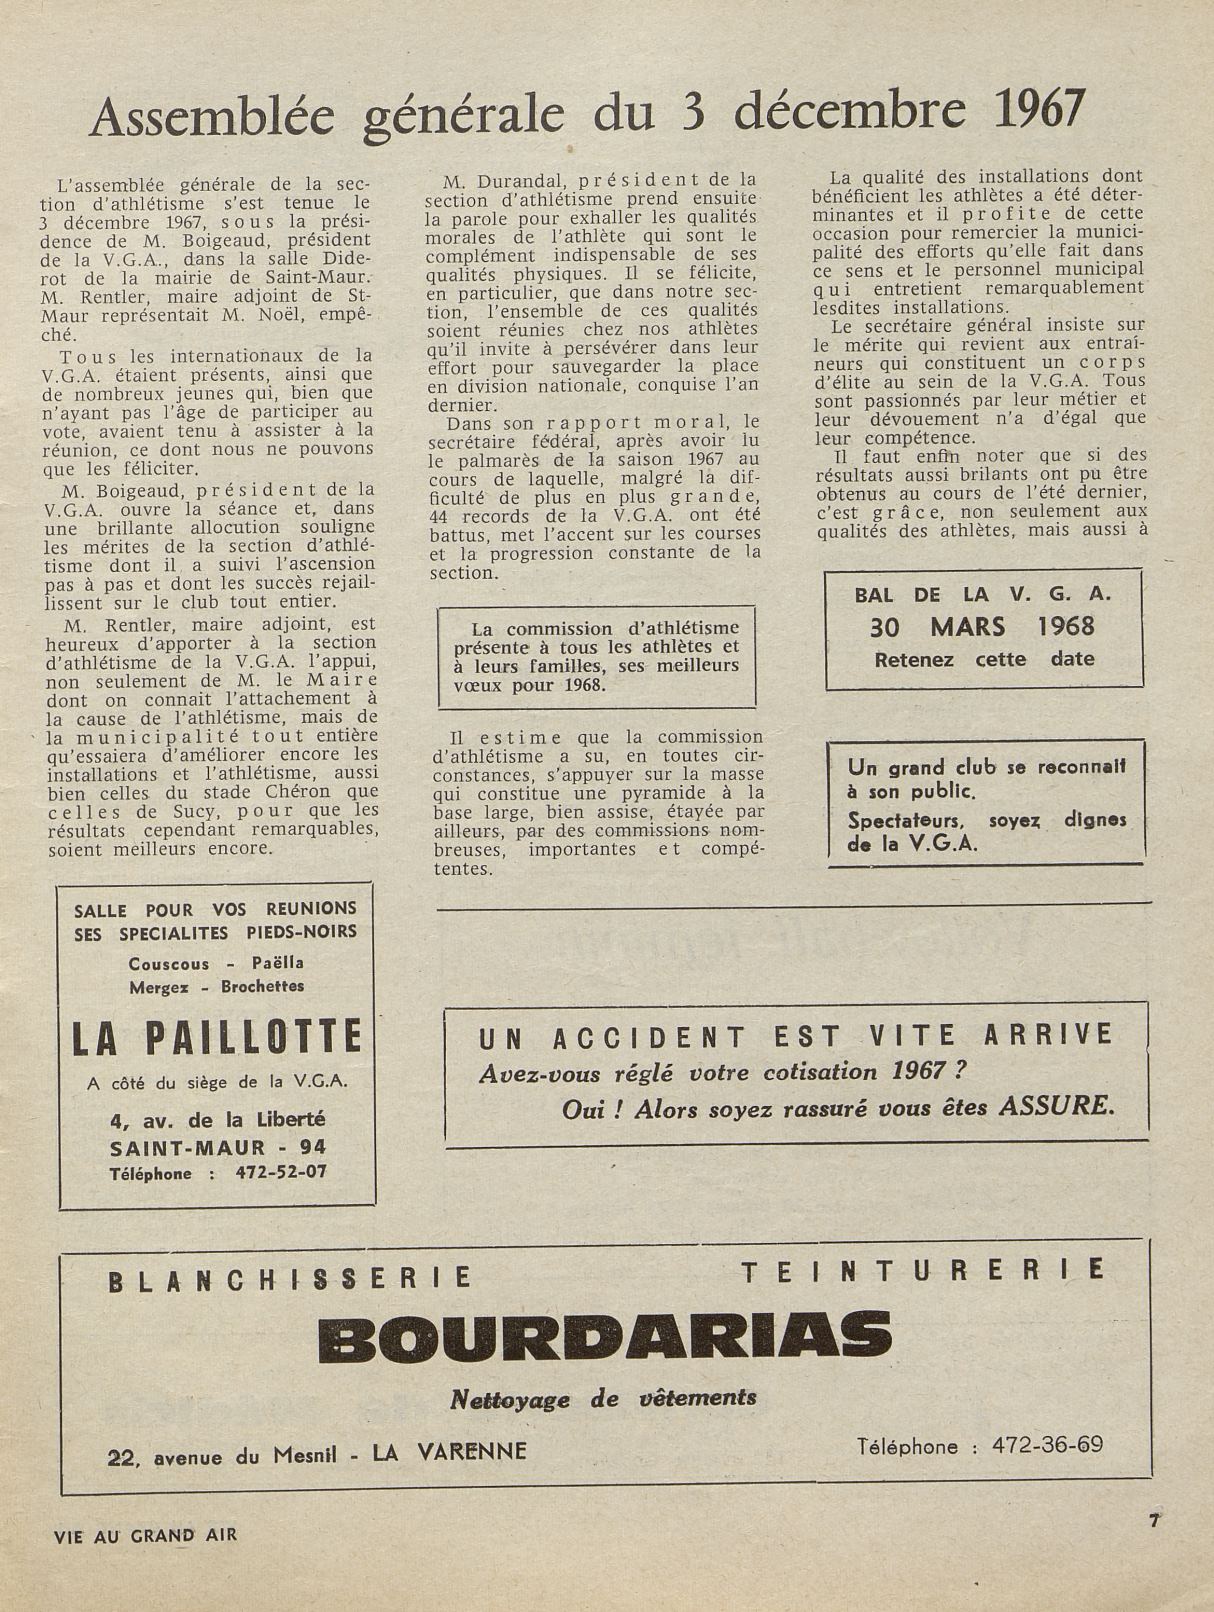 Assemblée générale du 3 décembre 1967
L'assemblée générale de la sec-
tion d'athlétisme s'est tenue le
3 décembre 1967, sous la prési-
dence de M. Boigeaud, président
de la V.G.A., dans la salle Dide-
rot de la mairie de Saint-Maur.
M. Rentler, maire adjoint de St-
Maur représentait M. Noël, empê-
ché.
Tous les internationaux de la
V.G.A. étaient présents, ainsi que
de nombreux jeunes qui, bien que
n'ayant pas l'âge de participer au
vote, avaient tenu à assister à la
réunion, ce dont nous ne pouvons
que les féliciter.
M. Boigeaud, président de la
V.G.A. ouvre la séance et, dans
une brillante allocution souligne
les mérites de la section d'athlé-
tisme dont il a suivi l'ascension
pas à pas et dont les succès rejail-
lissent sur le club tout entier.
M. Rentler, maire adjoint, est
heureux d'apporter à la section
d'athlétisme de la V.G.A. l'appui,
non seulement de M. le Maire
dont on connait l'attachement à
la cause de l'athlétisme, mais de
la municipalité tout entière
qu'essaiera d'améliorer encore les
installations et l'athlétisme, aussi
bien celles du stade Chéron que
celles de Sucy, pour que les
résultats cependant remarquables,
soient meilleurs encore.
M. Durandal, président de la
section d'athlétisme prend ensuite
la parole pour exhaller les qualités
morales de l'athlète qui sont le
complément indispensable de ses
qualités physiques. Il se félicite,
en particulier, que dans notre sec-
tion, l'ensemble de ces qualités
soient réunies chez nos athlètes
qu'il invite à persévérer dans leur
effort pour sauvegarder la place
en division nationale, conquise l'an
dernier.
Dans son rapport moral, le
secrétaire fédéral, après avoir lu
le palmarès de la saison 1967 au
cours de laquelle, malgré la dif-
ficulté de plus en plus grande,
44 records de la V.G.A. ont été
battus, met l'accent sur les courses
et la progression constante de la
section.
La commission d'athlétisme
présente à tous les athlètes et
à leurs familles, ses meilleurs
vœux pour 1968.
Il estime que la commission
d'athlétisme a su, en toutes cir-
constances, s'appuyer sur la masse
qui constitue une pyramide à la
base large, bien assise, étayée par
ailleurs, par des commissions nom-
breuses, importantes et compé-
tentes.
La qualité des installations dont
bénéficient les athlètes a été déter-
minantes et il profite de cette
occasion pour remercier la munici-
palité des efforts qu'elle fait dans
ce sens et le personnel municipal
qui entretient remarquablement
lesdites installations.
Le secrétaire général insiste sur
le mérite qui revient aux entraî-
neurs qui constituent un corps
d'élite au sein de la V.G.A. Tous
sont passionnés par leur métier et
leur dévouement n'a d'égal que
leur compétence.
Il faut enfin noter que si des
résultats aussi brilants ont pu être
obtenus au cours de l'été dernier,
c'est grâce, non seulement aux
qualités des athlètes, mais aussi à
BAL DE LA V. G. A.
30 MARS 1968
Retenez cette date
Un grand club se reconnait
à son public.
Spectateurs, soyez dignes
de la V.G.A.
SALLE POUR VOS REUNIONS
SES SPECIALITES PIEDS-NOIRS
Couscous - Paëlla
Mergez - Brochettes
LA PAILLOTTE
A côté du siège de la V.G.A.
4, av. de la Liberté
SAINT-MAUR - 94
Téléphone : 472-52-07
UN ACCIDENT EST VITE ARRIVE
Avez-vous réglé votre cotisation 1967 ?
Oui ! Alors soyez rassuré vous êtes ASSURE.
BLANCHISSERIE TEINTURERIE
BOURDARIAS
Nettoyage de vêtements
22, avenue du Mesnil - LA VARENNE Téléphone : 472-36-69
VIE AU GRAND AIR 7